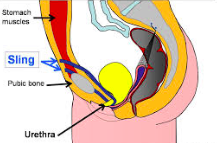 Stomach
muscles
Sling
Pubic bone
Urethra